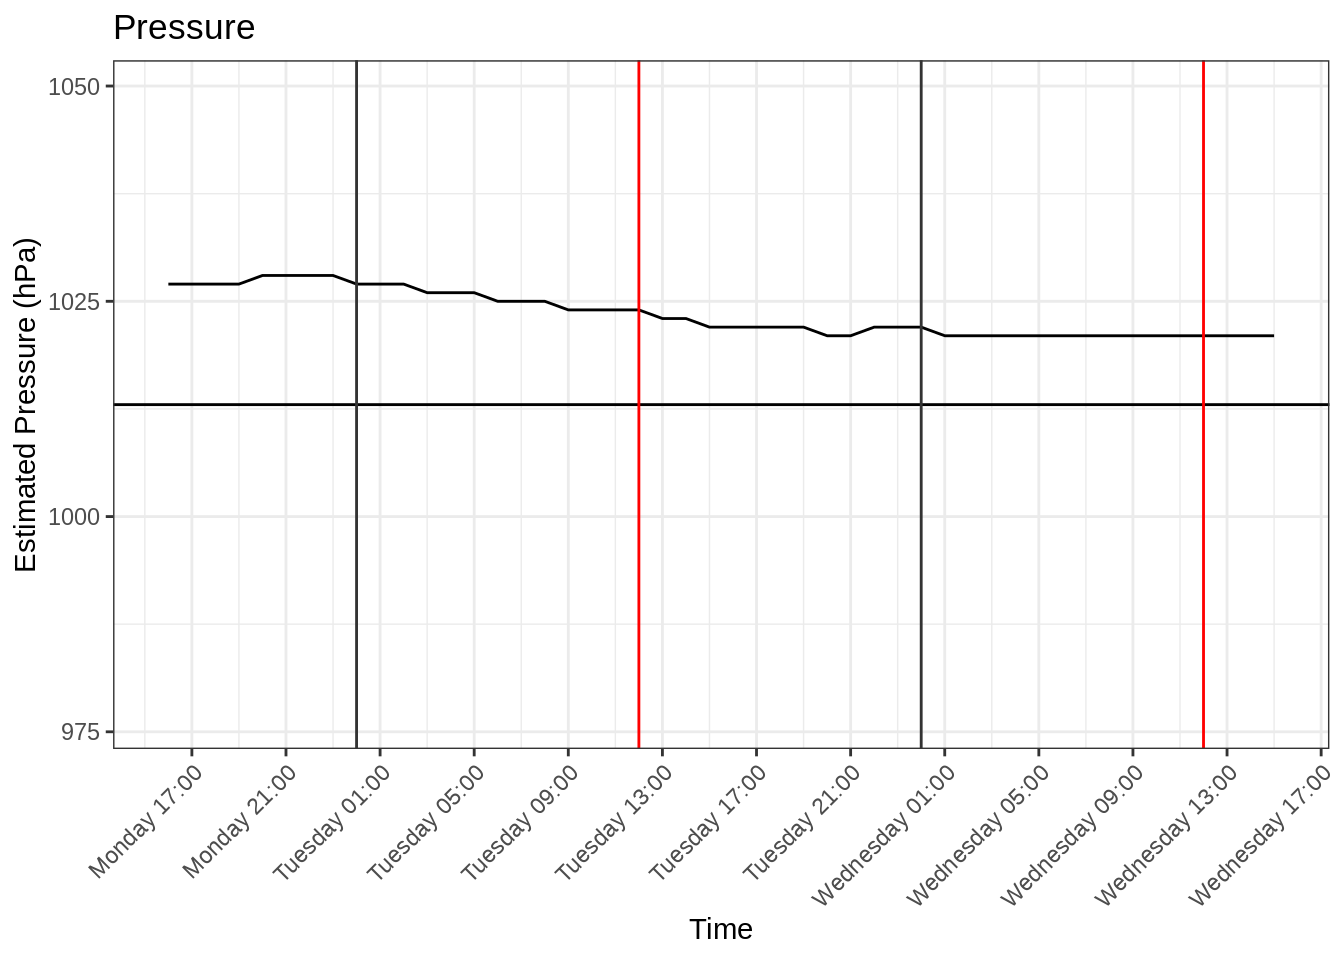 Pressure
Estimated Pressure (hPa)
1050
1025
1000
975
Monday 17:00
Monday 21:00
Tuesday 01:00
Tuesday 05:00
Tuesday 09:00
Tuesday 13:00
Tuesday 17:00
Tuesday 21:00
Wednesday 01:00
Wednesday 05:00
Wednesday 09:00
Wednesday 13:00
Wednesday 17:00
Time